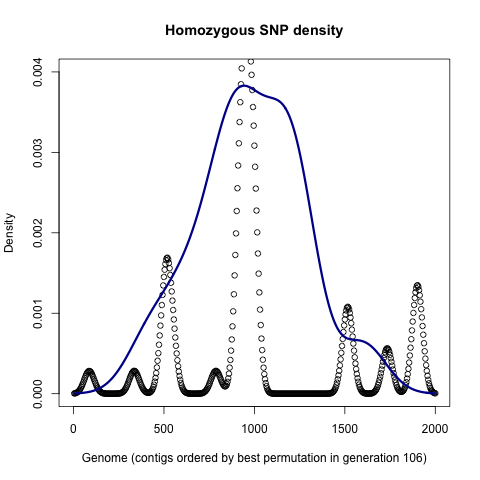 Homozygous SNP density
Density
0.004
0.003
0.002
0.001
0.000
0 500 1000 1500 2000
Genome (contigs ordered by best permutation in generation 106)